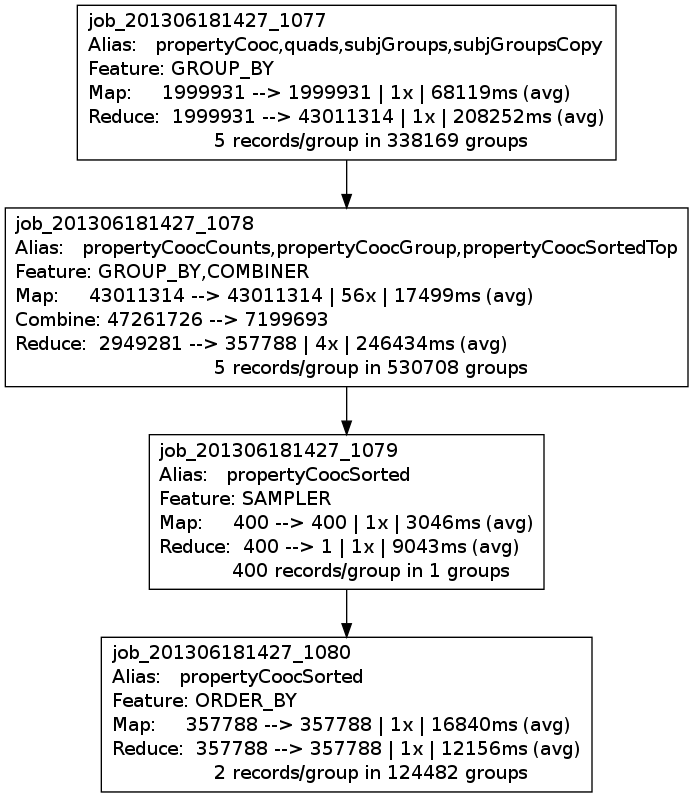 job_201306181427_1077
Alias: propertyCooc,quads,subjGroups,subjGroupsCopy
Feature: GROUP_BY
Map: 1999931 --> 1999931 | 1x | 68119ms (avg)
Reduce: 1999931 --> 43011314 | 1x | 208252ms (avg)
5 records/group in 338169 groups
job_201306181427_1078
Alias: propertyCoocCounts,propertyCoocGroup,propertyCoocSortedTop
Feature: GROUP_BY,COMBINER
Map: 43011314 --> 43011314 | 56x | 17499ms (avg)
Combine: 47261726 --> 7199693
Reduce: 2949281 --> 357788 | 4x | 246434ms (avg)
5 records/group in 530708 groups
job_201306181427_1079
Alias: propertyCoocSorted
Feature: SAMPLER
Map: 400 --> 400 | 1x | 3046ms (avg)
Reduce: 400 --> 1 | 1x | 9043ms (avg)
400 records/group in 1 groups
job_201306181427_1080
Alias: propertyCoocSorted
Feature: ORDER_BY
Map: 357788 --> 357788 | 1x | 16840ms (avg)
Reduce: 357788 --> 357788 | 1x | 12156ms (avg)
2 records/group in 124482 groups